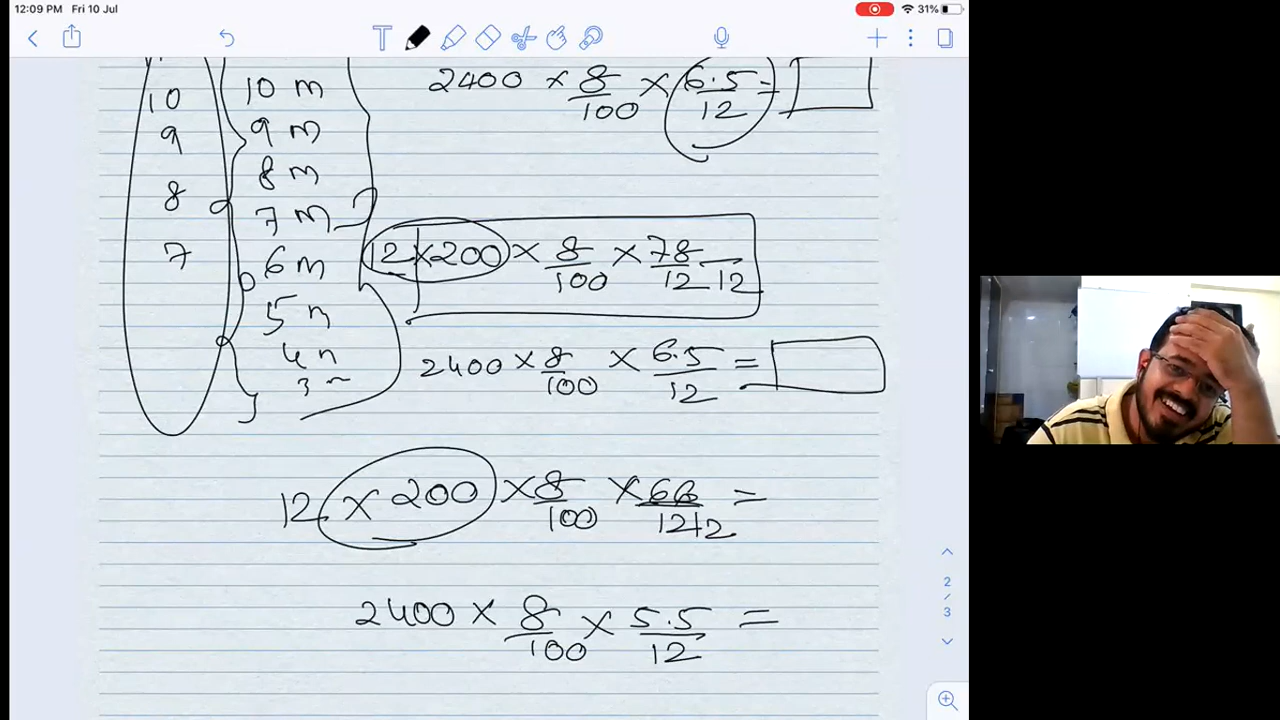 12:09 PM Fri 10 Jul
31%
T
2400 × 8/100 × 6.5/12 =
10 10 m
9 9 m
8 8 m
7 m
7 6 m
5 m
4 m
3 m
12 × 200 × 8/100 × 78/12 12
2400 × 8/100 × 6.5/12 =
12 × 200 × 8/100 × 66/12 12 =
2400 × 8/100 × 5.5/12 =
2
/
3